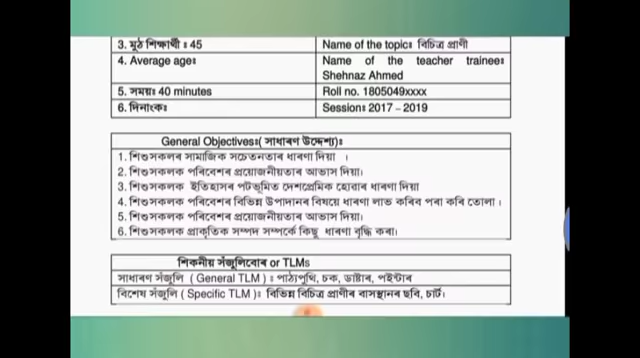 3. মুঠ শিক্ষাৰ্থী : 45
Name of the topic: বিচিত্ৰ প্ৰাণী
4. Average age:
Name of the teacher trainee:
Shehnaz Ahmed
5. সময়: 40 minutes
Roll no. 1805049xxxx
6. দিনাংক:
Session: 2017 – 2019
General Objectives: ( সাধাৰণ উদ্দেশ্য):
1. শিশুসকলৰ সামাজিক সচেতনতাৰ ধাৰণা দিয়া ।
2. শিশুসকলক পৰিবেশৰ প্ৰয়োজনীয়তাৰ আভাস দিয়া।
3. শিশুসকলক ইতিহাসৰ পটভূমিত দেশপ্ৰেমিক হোৱাৰ ধাৰণা দিয়া
4. শিশুসকলক পৰিবেশৰ বিভিন্ন উপাদানৰ বিষয়ে ধাৰণা লাভ কৰিব পৰা কৰি তোলা ।
5. শিশুসকলক পৰিবেশৰ প্ৰয়োজনীয়তাৰ আভাস দিয়া।
6. শিশুসকলক প্ৰাকৃতিক সম্পদ সম্পৰ্কে কিছু ধাৰণা বৃদ্ধি কৰা।
শিকনীয় সঁজুলিবোৰ or TLMs
সাধাৰণ সঁজুলি ( General TLM ): পাঠ্যপুথি, চক, ডাষ্টাৰ, পইন্টাৰ
বিশেষ সঁজুলি ( Specific TLM ): বিভিন্ন বিচিত্ৰ প্ৰাণীৰ বাসস্থানৰ ছবি, চাৰ্ট।